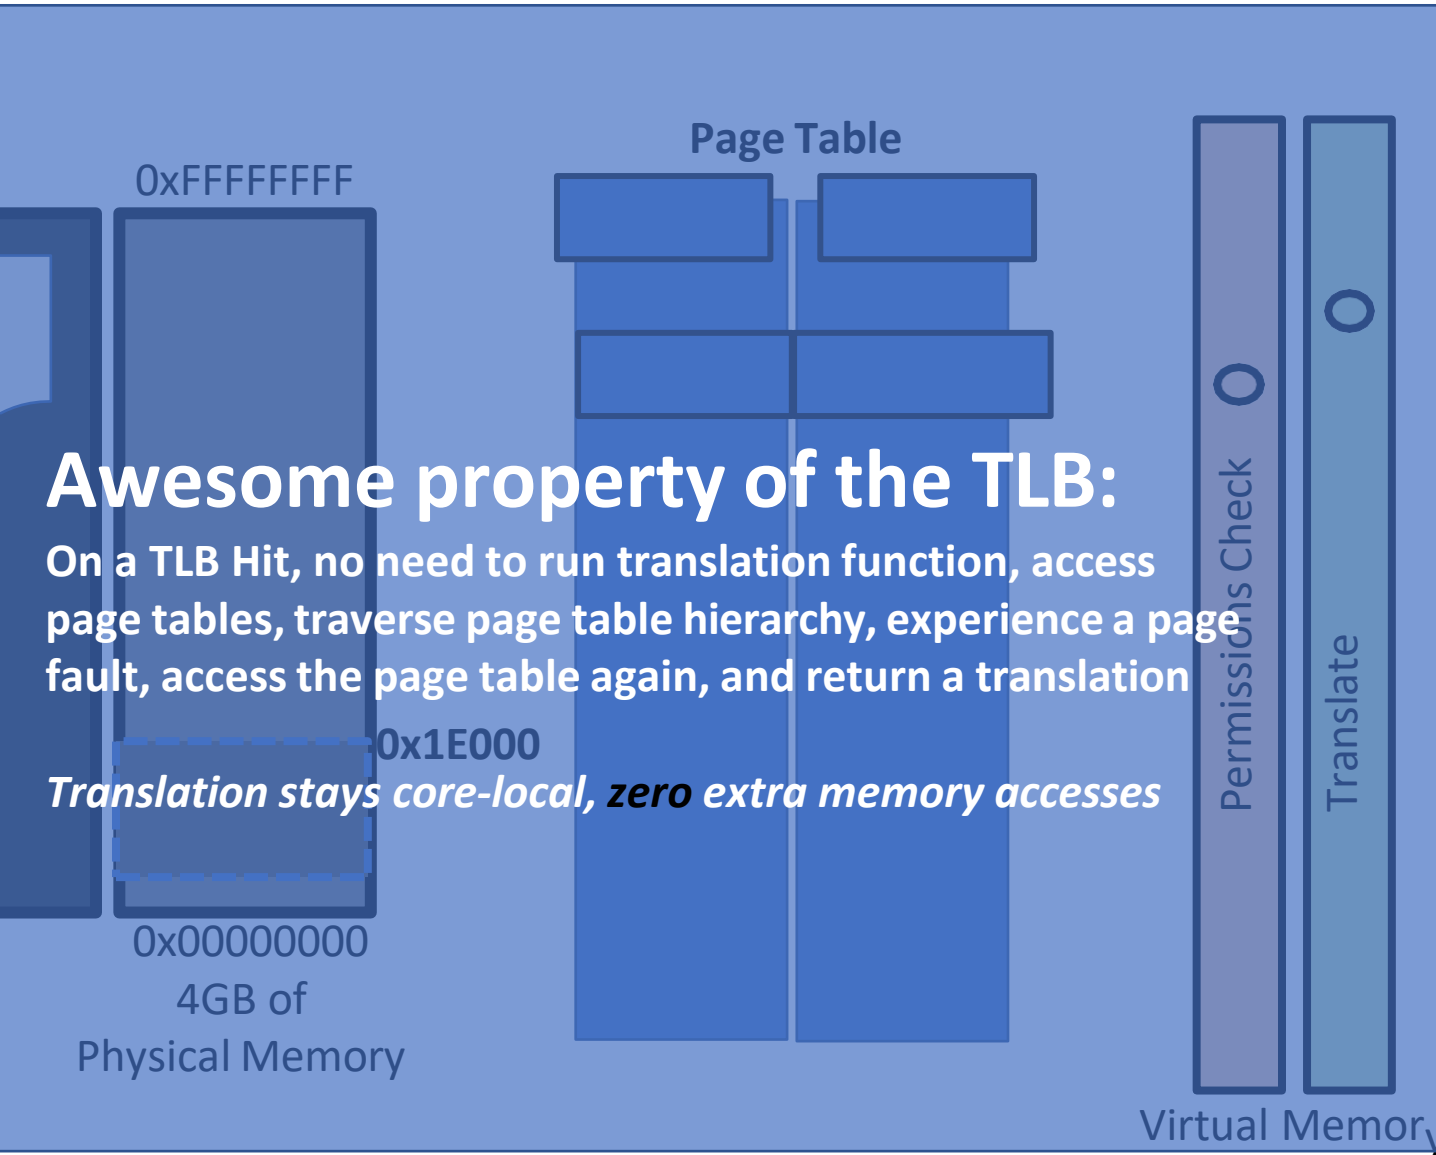 Page Table
0xFFFFFFFF
Awesome property of the TLB:
On a TLB Hit, no need to run translation function, access
page tables, traverse page table hierarchy, experience a page
fault, access the page table again, and return a translation
0x1E000
Translation stays core-local, zero extra memory accesses
0x00000000
4GB of
Physical Memory
Permissions Check
Translate
Virtual Memory